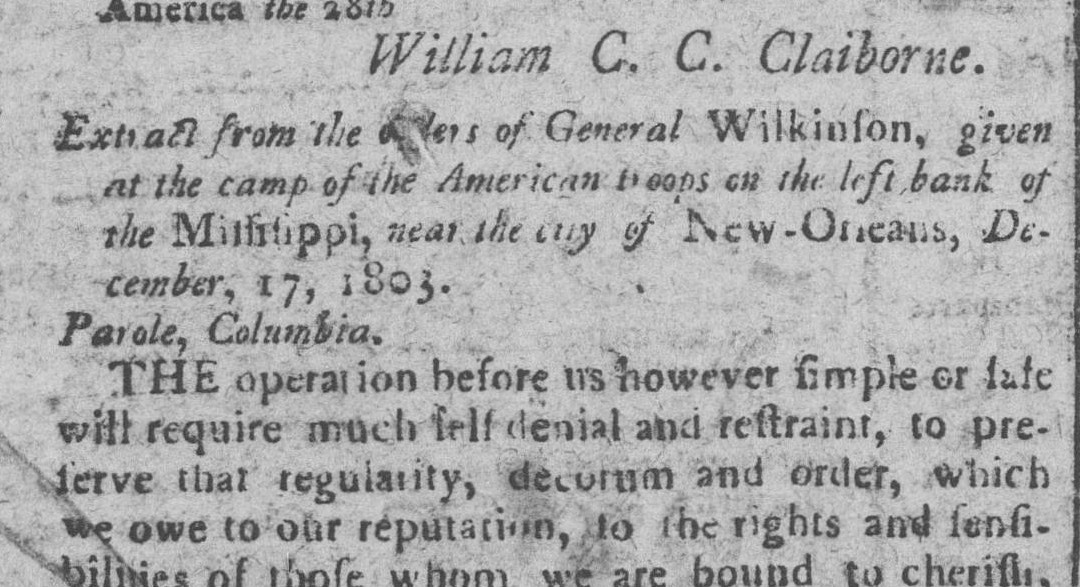 America the 28th
William C. C. Claiborne.
Extract from the orders of General Wilkinſon, given
at the camp of the American troops on the left bank of
the Miſſiſſippi, near the city of New-Orleans, De-
cember, 17, 1803.
Parole, Columbia.
THE operation before us however ſimple or ſafe
will require much ſelf denial and reſtraint, to pre-
ſerve that regularity, decorum and order, which
we owe to our reputation, to the rights and ſenſi-
bilities of thoſe whom we are bound to cheriſh,